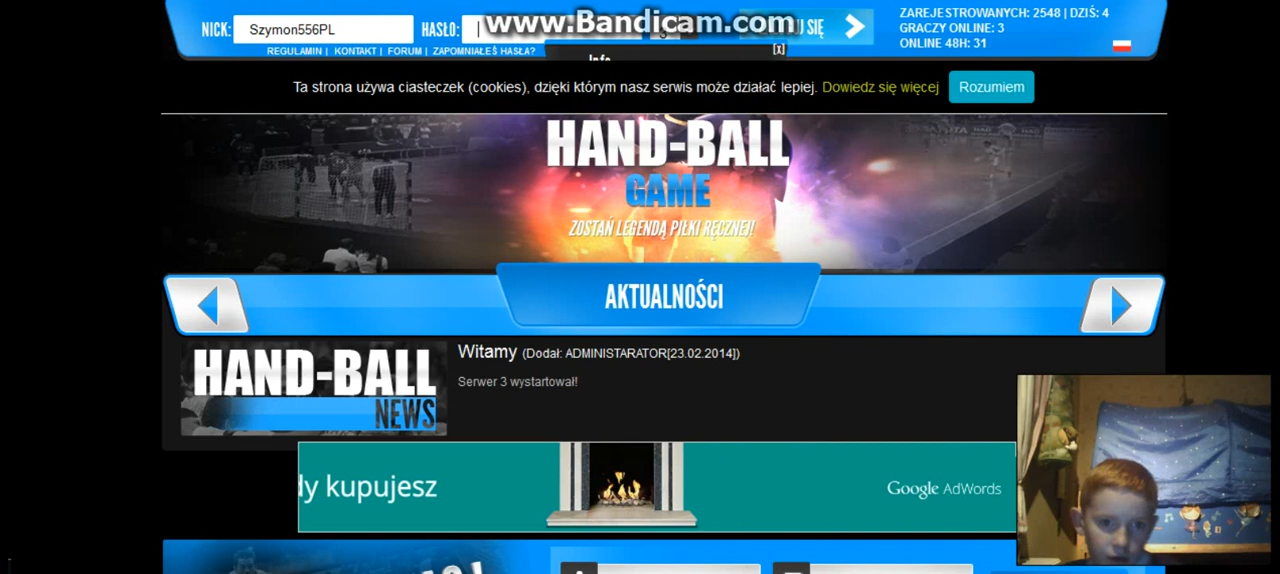 www.Bandicam.com
NICK: Szymon556PL HASŁO: SIĘ
ZAREJESTROWANYCH: 2548 | DZIŚ: 4
GRACZY ONLINE: 3
ONLINE 48H: 31
REGULAMIN | KONTAKT | FORUM | ZAPOMNIAŁEŚ HASŁA?
[X]
Info
Ta strona używa ciasteczek (cookies), dzięki którym nasz serwis może działać lepiej. Dowiedz się więcej Rozumiem
HAND-BALL
GAME
ZOSTAŃ LEGENDĄ PIŁKI RĘCZNEJ!
AKTUALNOŚCI
Witamy (Dodał: ADMINISTARATOR[23.02.2014])
Serwer 3 wystartował!
HAND-BALL
NEWS
dy kupujesz
Google AdWords